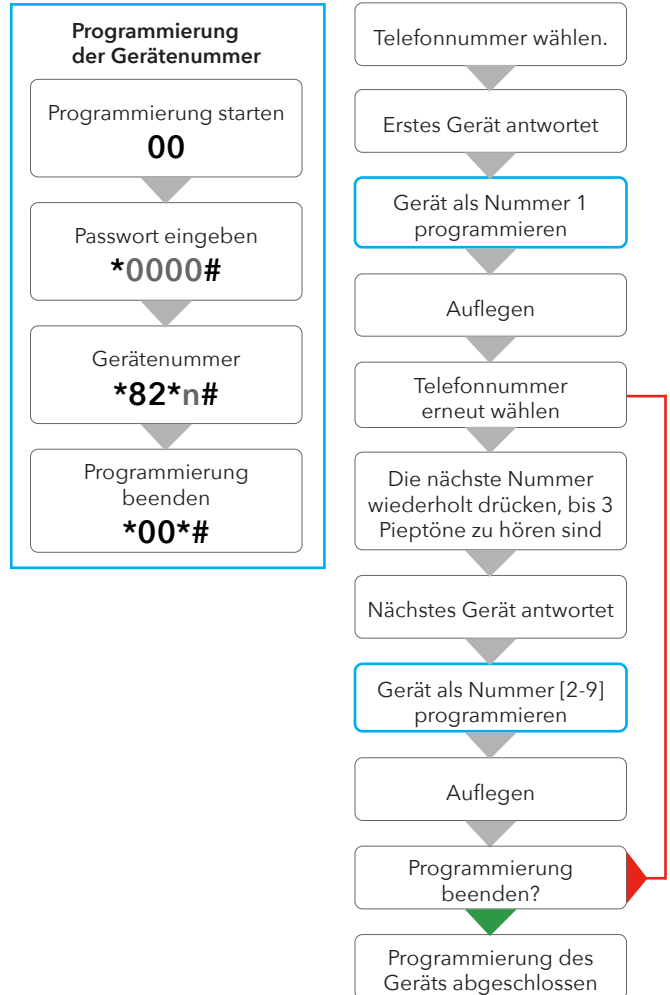 Programmierung
der Gerätenummer
Programmierung starten
00
Passwort eingeben
*0000#
Gerätenummer
*82*n#
Programmierung
beenden
*00*#
Telefonnummer wählen.
Erstes Gerät antwortet
Gerät als Nummer 1
programmieren
Auflegen
Telefonnummer
erneut wählen
Die nächste Nummer
wiederholt drücken, bis 3
Pieptöne zu hören sind
Nächstes Gerät antwortet
Gerät als Nummer [2-9]
programmieren
Auflegen
Programmierung
beenden?
Programmierung des
Geräts abgeschlossen